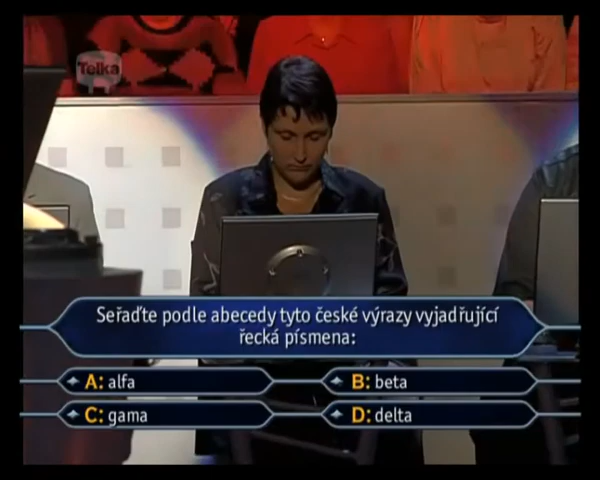 Telka
Seřaďte podle abecedy tyto české výrazy vyjadřující
řecká písmena:
A: alfa
B: beta
C: gama
D: delta